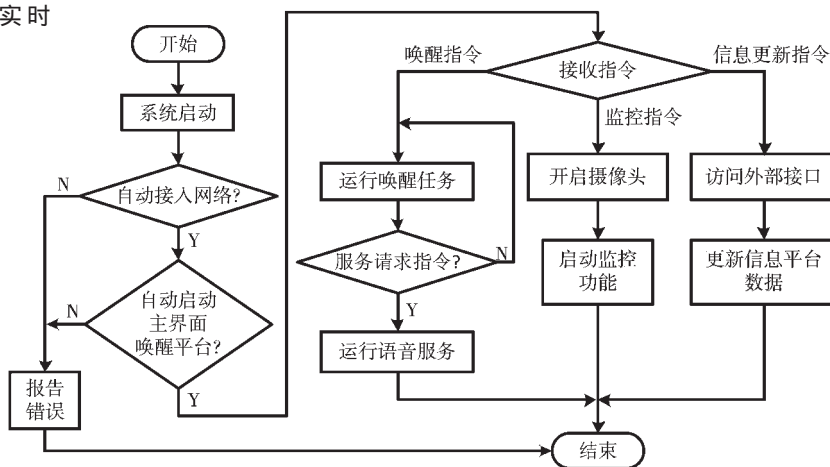 实时
开始
系统启动
自动接入网络?
N
Y
自动启动
主界面
唤醒平台?
N
Y
报告
错误
接收指令
唤醒指令
监控指令
信息更新指令
运行唤醒任务
服务请求指令?
N
Y
运行语音服务
开启摄像头
启动监控
功能
访问外部接口
更新信息平台
数据
结束